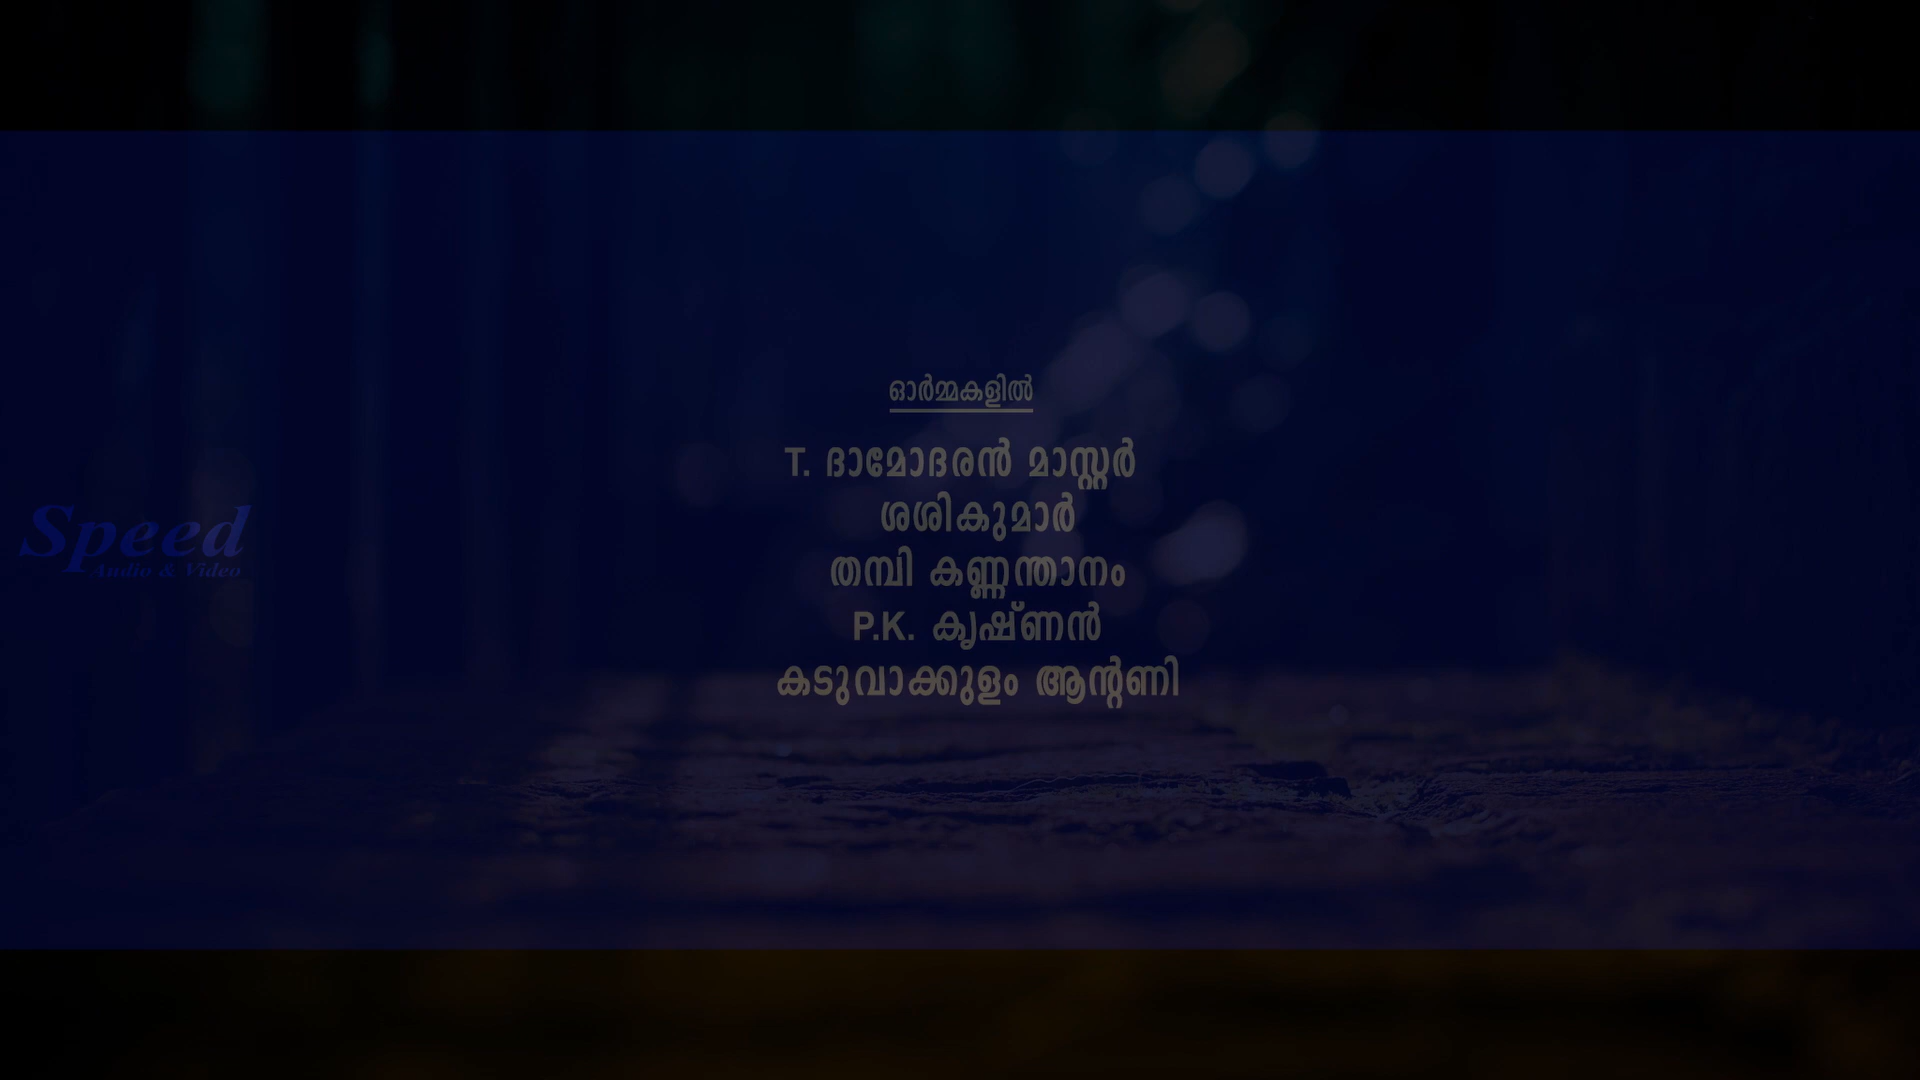 ഓർമ്മകളിൽ
T. ദാമോദരൻ മാസ്റ്റർ
ശശികുമാർ
തമ്പി കണ്ണന്താനം
P.K. കൃഷ്ണൻ
കടുവാക്കുളം ആന്റണി
Speed
Audio & Video